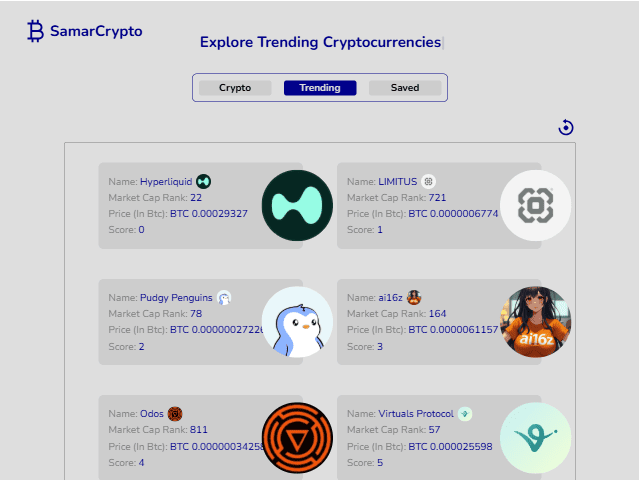 SamarCrypto
Explore Trending Cryptocurrencies
Crypto
Trending
Saved
Name: Hyperliquid
Market Cap Rank: 22
Price (In Btc): BTC 0.00029327
Score: 0
Name: LIMITUS
Market Cap Rank: 721
Price (In Btc): BTC 0.0000006774
Score: 1
Name: Pudgy Penguins
Market Cap Rank: 78
Price (In Btc): BTC 0.00000027226
Score: 2
Name: ai16z
Market Cap Rank: 164
Price (In Btc): BTC 0.0000061157
Score: 3
ai16z
Name: Odos
Market Cap Rank: 811
Price (In Btc): BTC 0.00000034258
Score: 4
Name: Virtuals Protocol
Market Cap Rank: 57
Price (In Btc): BTC 0.000025598
Score: 5